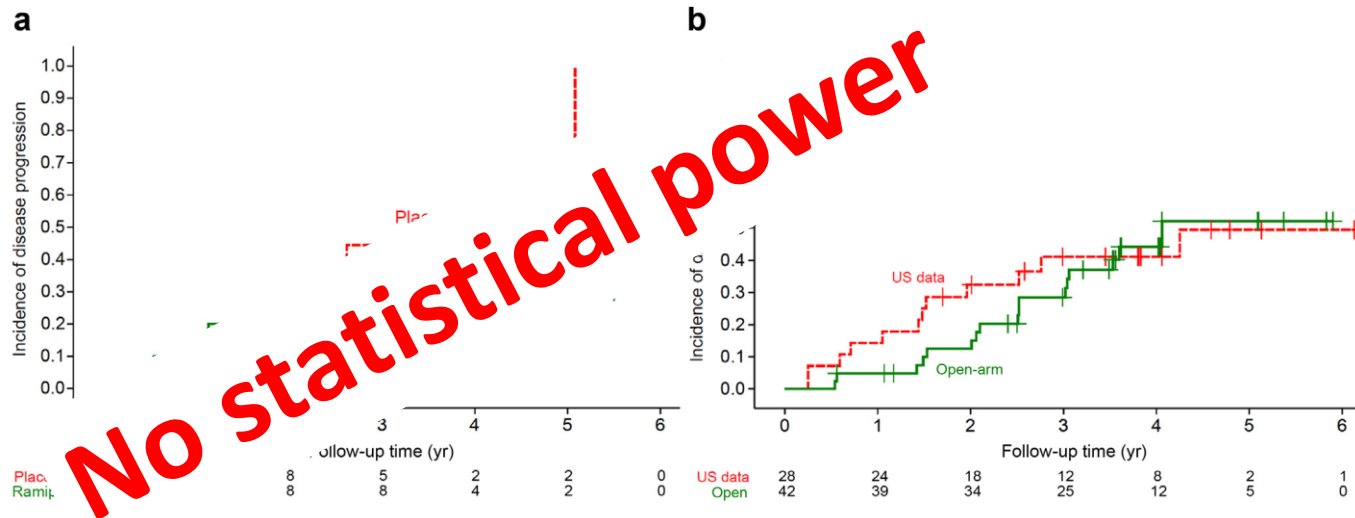 a
b
1.0
0.9
0.8
0.7
0.6
0.5
0.4
0.3
0.2
0.1
0.0
Incidence of disease progression
No statistical power
3 4 5 6
time (yr)
8 5 2 2 0
8 8 4 2 0
Incidence of
0.4
0.3
0.2
0.1
0.0
US data
Open-arm
0 1 2 3 4 5 6
Follow-up time (yr)
US data 28 24 18 12 8 2 1
Open 42 39 34 25 12 5 0